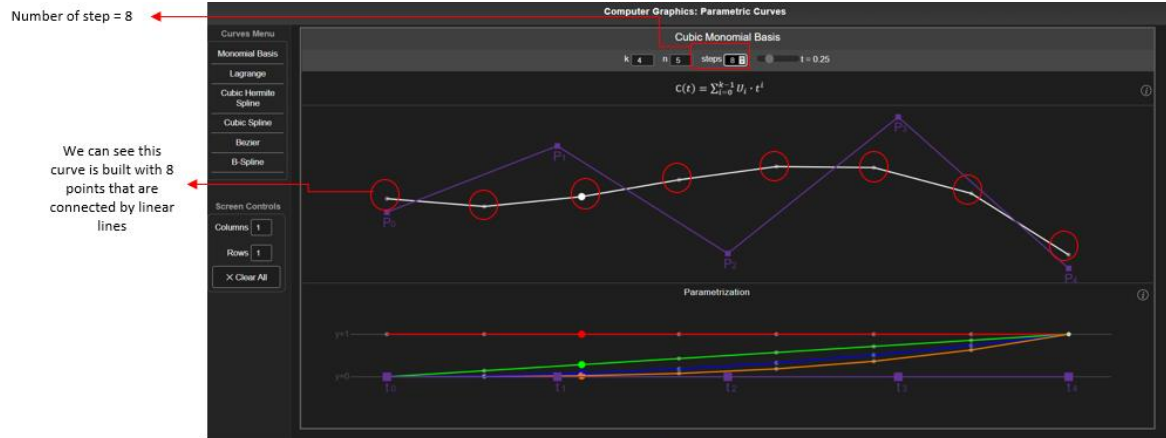 Number of step = 8
Computer Graphics: Parametric Curves
Curves Menu
Monomial Basis
Lagrange
Cubic Hermite
Spline
Cubic Spline
Bezier
B-Spline
Screen Controls
Columns 1
Rows 1
× Clear All
We can see this
curve is built with 8
points that are
connected by linear
lines
Cubic Monomial Basis
k 4 n 5 steps 8 t = 0.25
C(t) = ∑_{i=0}^{k−1} U_i · t^i
P₀
P₁
P₂
P₃
P₄
Parametrization
y=1
y=0
t₀ t₁ t₂ t₃ t₄